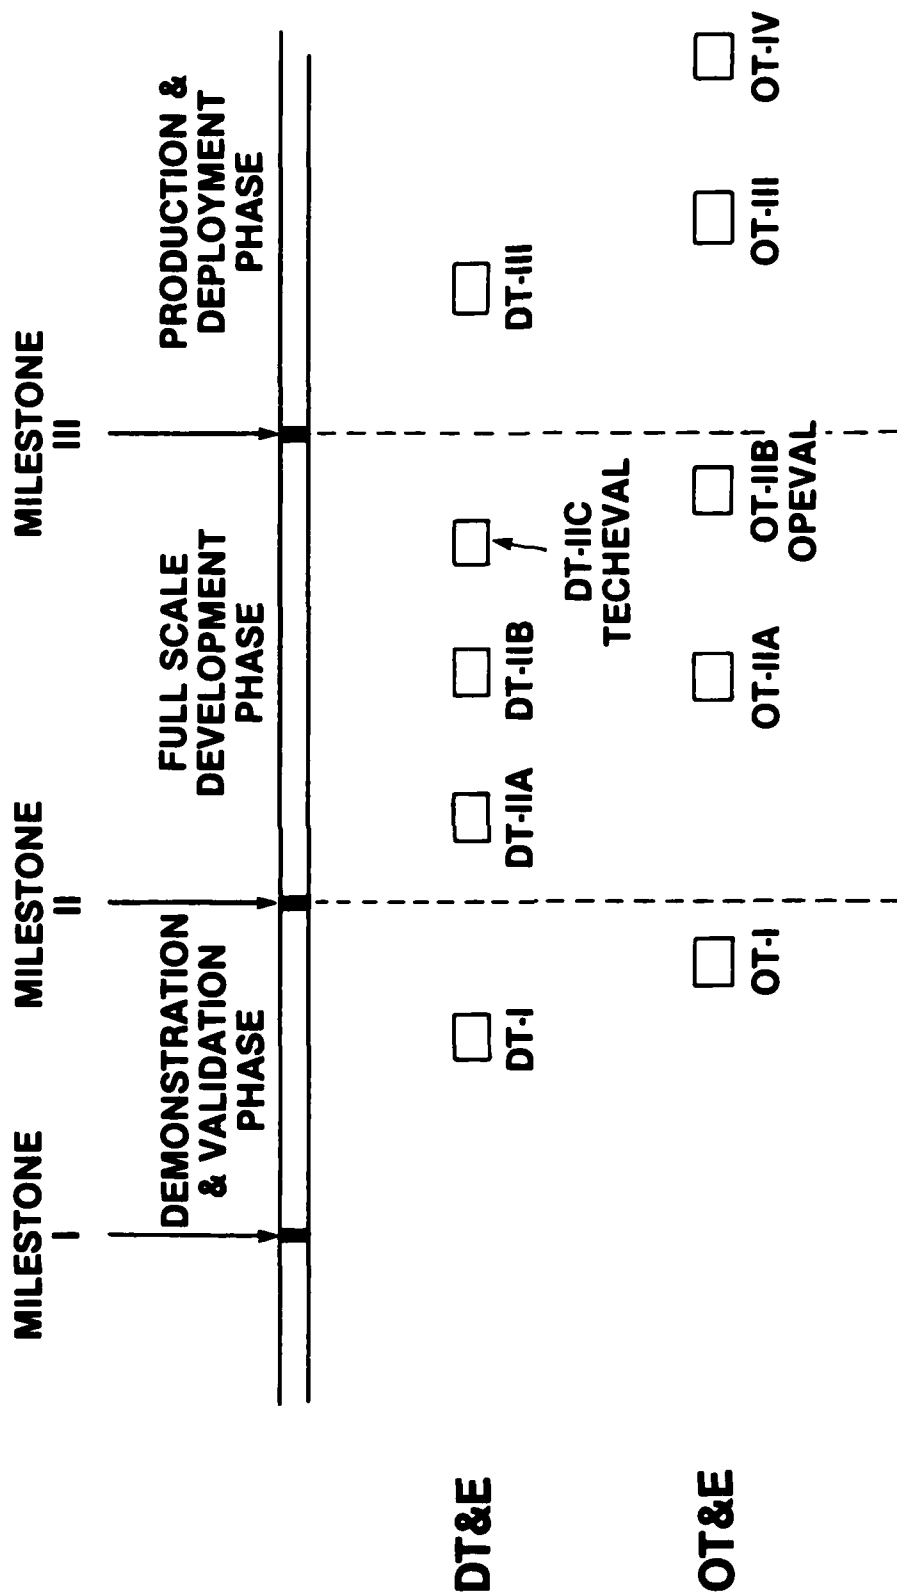 MILESTONE
I
MILESTONE
II
MILESTONE
III
DEMONSTRATION
& VALIDATION
PHASE
FULL SCALE
DEVELOPMENT
PHASE
PRODUCTION &
DEPLOYMENT
PHASE
DT&E
DT-I
DT-IIA
DT-IIB
DT-IIC
TECHEVAL
DT-III
OT&E
OT-I
OT-IIA
OT-IIB
OPEVAL
OT-III
OT-IV